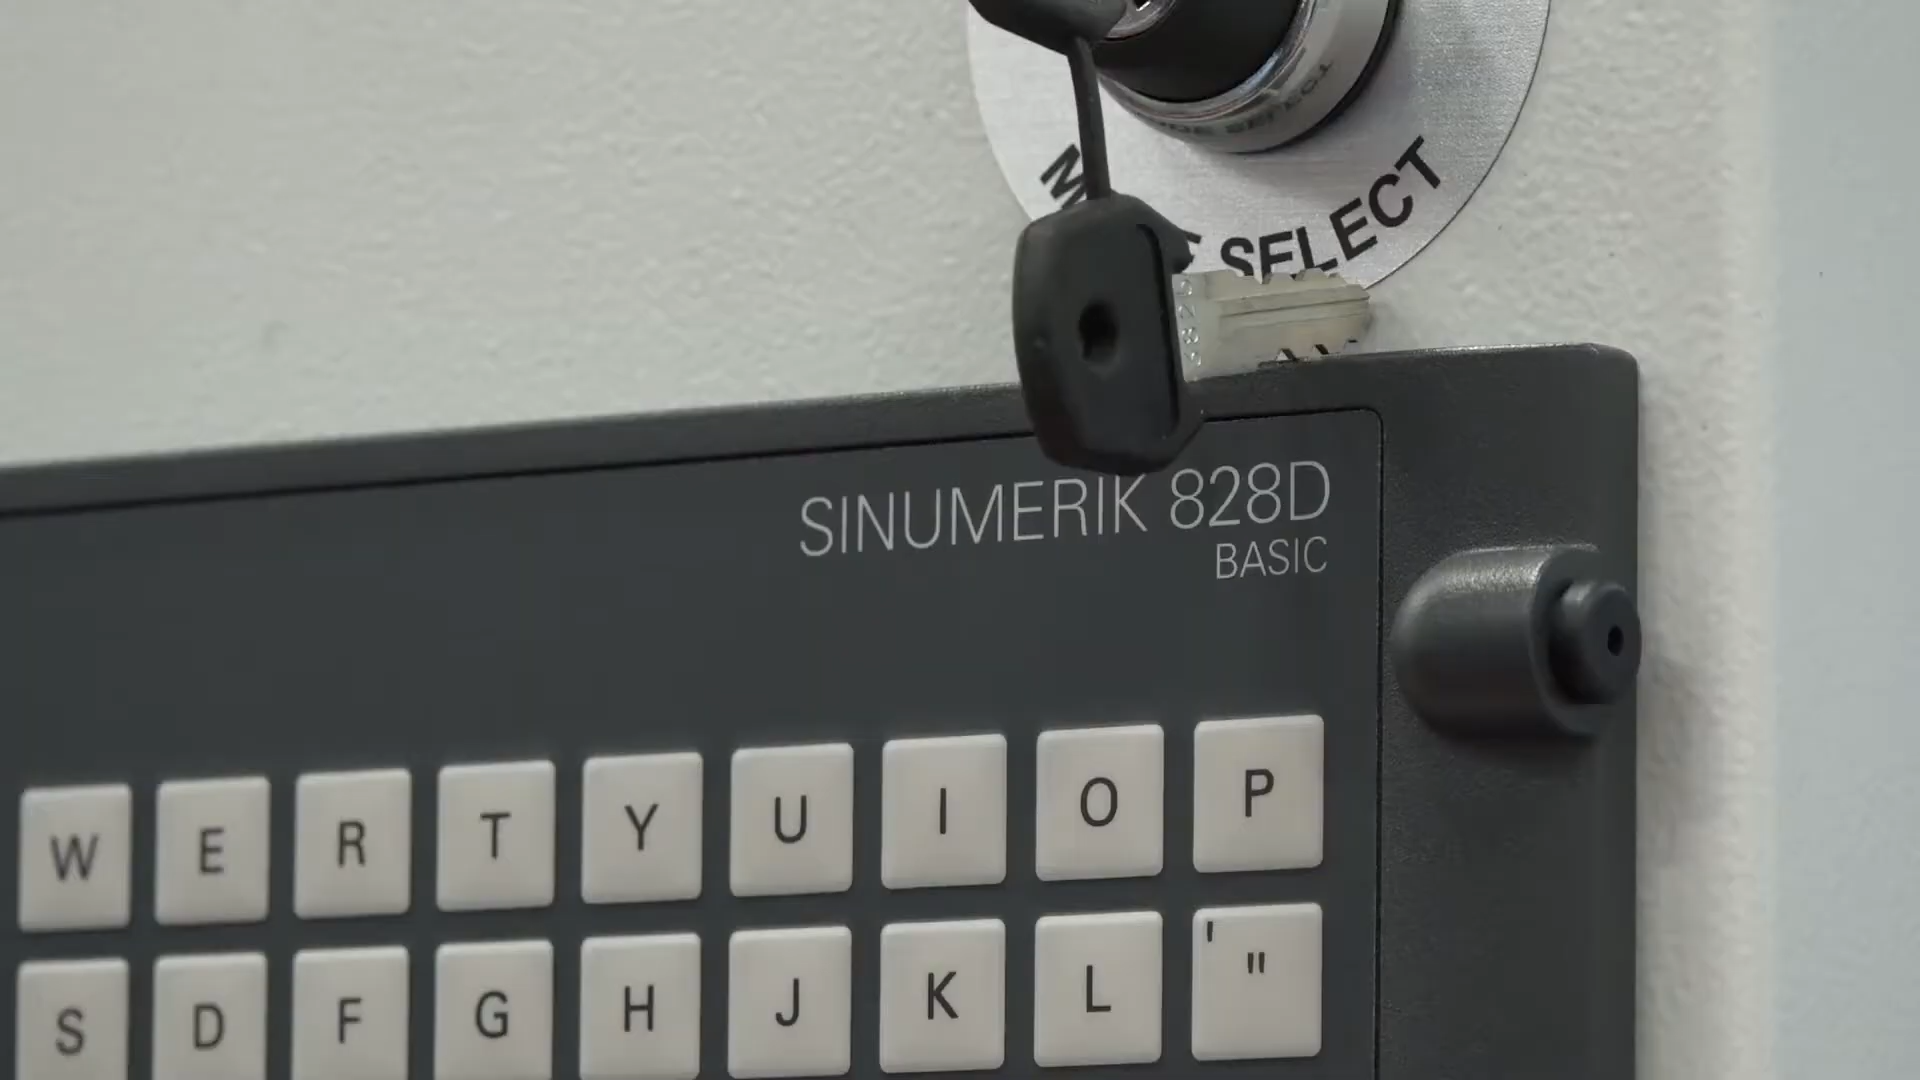 SELECT
SINUMERIK 828D
BASIC
W E R T Y U I O P
S D F G H J K L ' "